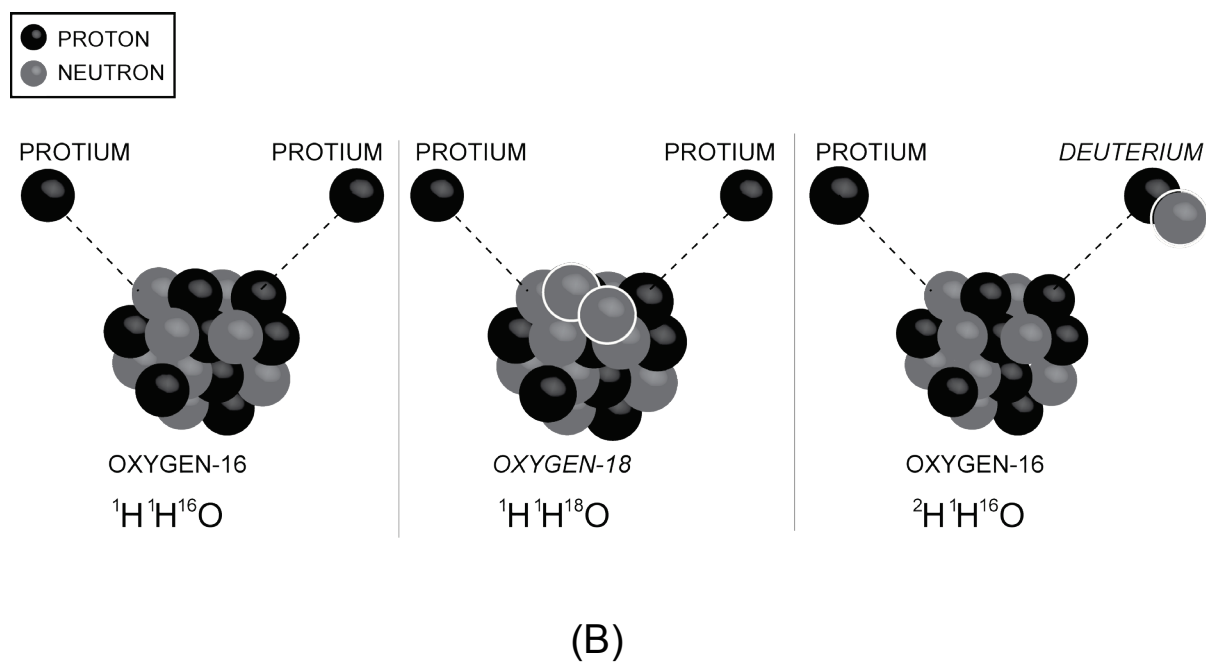 PROTON
NEUTRON
PROTIUM PROTIUM
OXYGEN-16
¹H¹H¹⁶O
PROTIUM PROTIUM
OXYGEN-18
¹H¹H¹⁸O
PROTIUM DEUTERIUM
OXYGEN-16
²H¹H¹⁶O
(B)